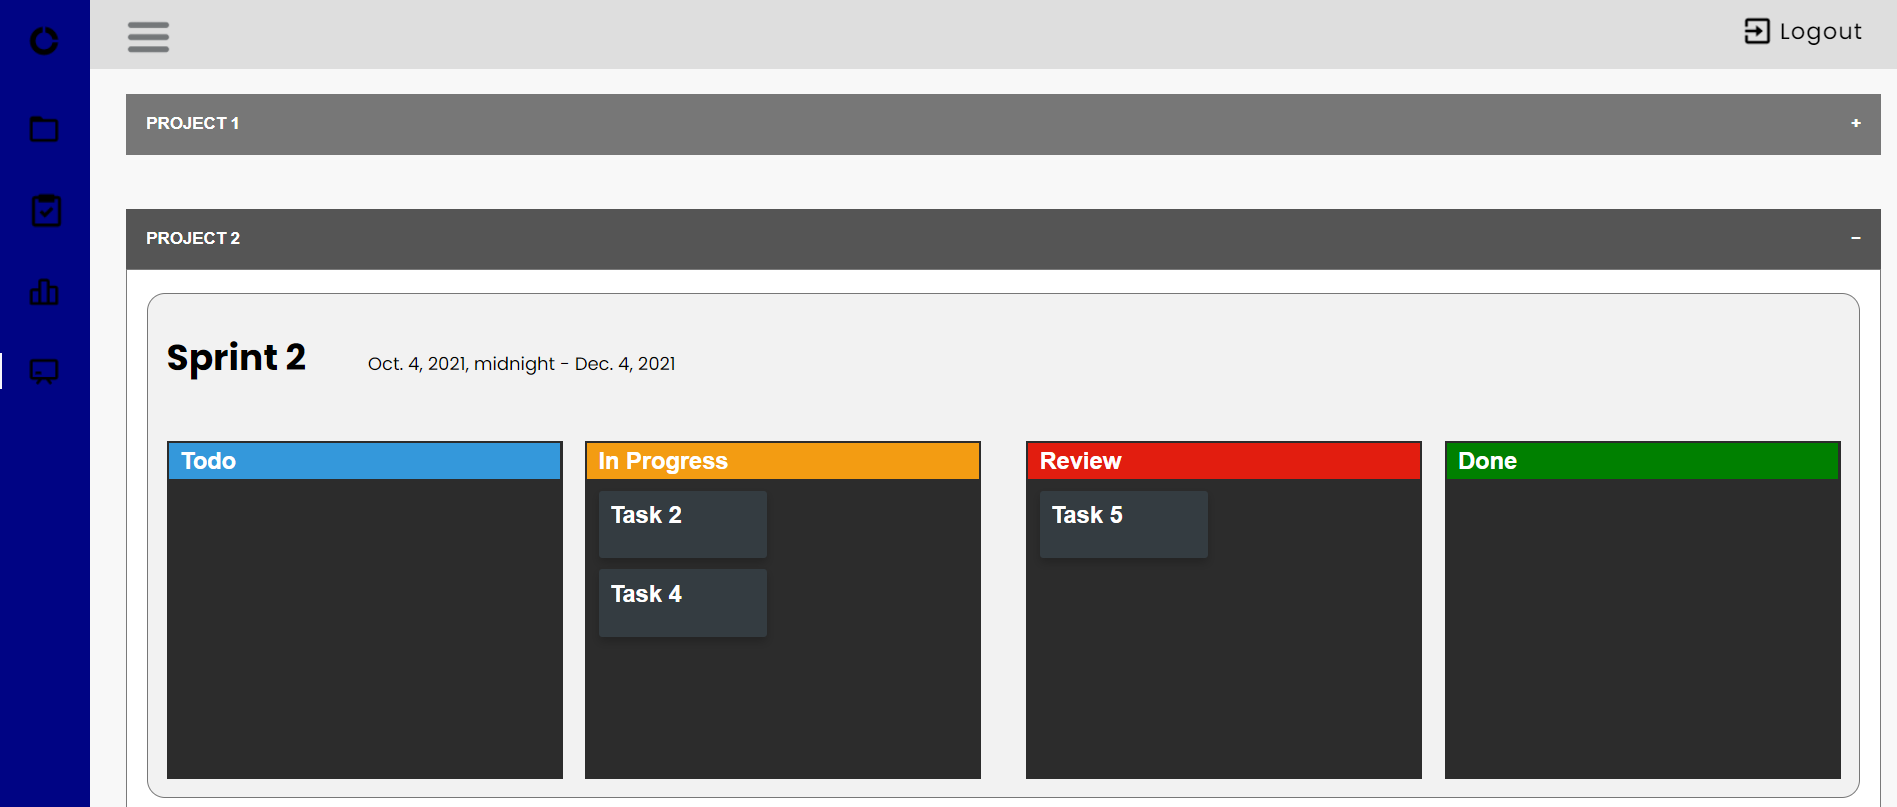 Logout
PROJECT 1 +
PROJECT 2 –
Sprint 2 Oct. 4, 2021, midnight - Dec. 4, 2021
Todo In Progress Review Done
Task 2 Task 5
Task 4